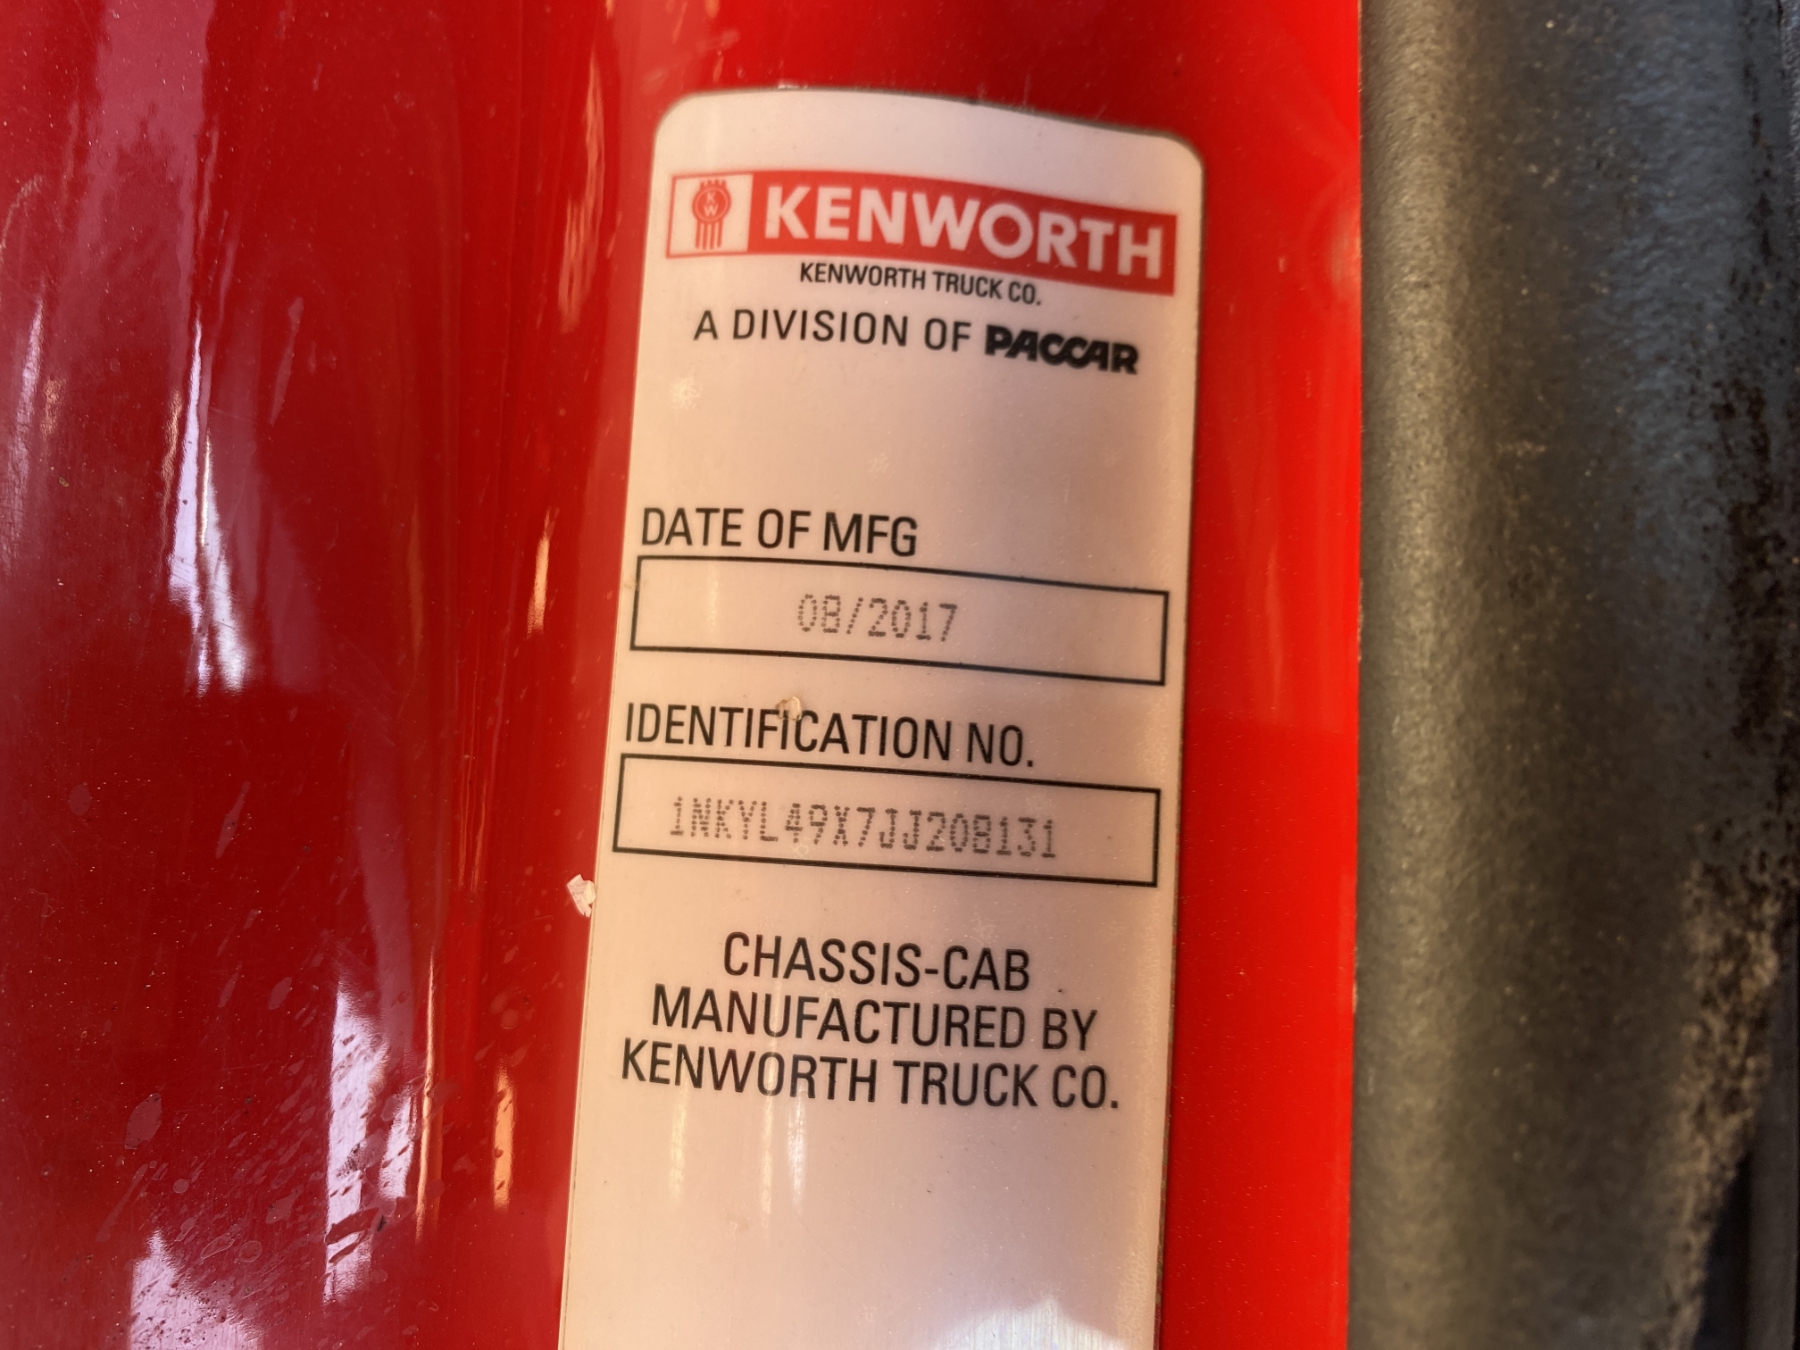 KW KENWORTH
KENWORTH TRUCK CO.
A DIVISION OF PACCAR
DATE OF MFG
08/2017
IDENTIFICATION NO.
1NKYL49X7JJ208131
CHASSIS-CAB
MANUFACTURED BY
KENWORTH TRUCK CO.